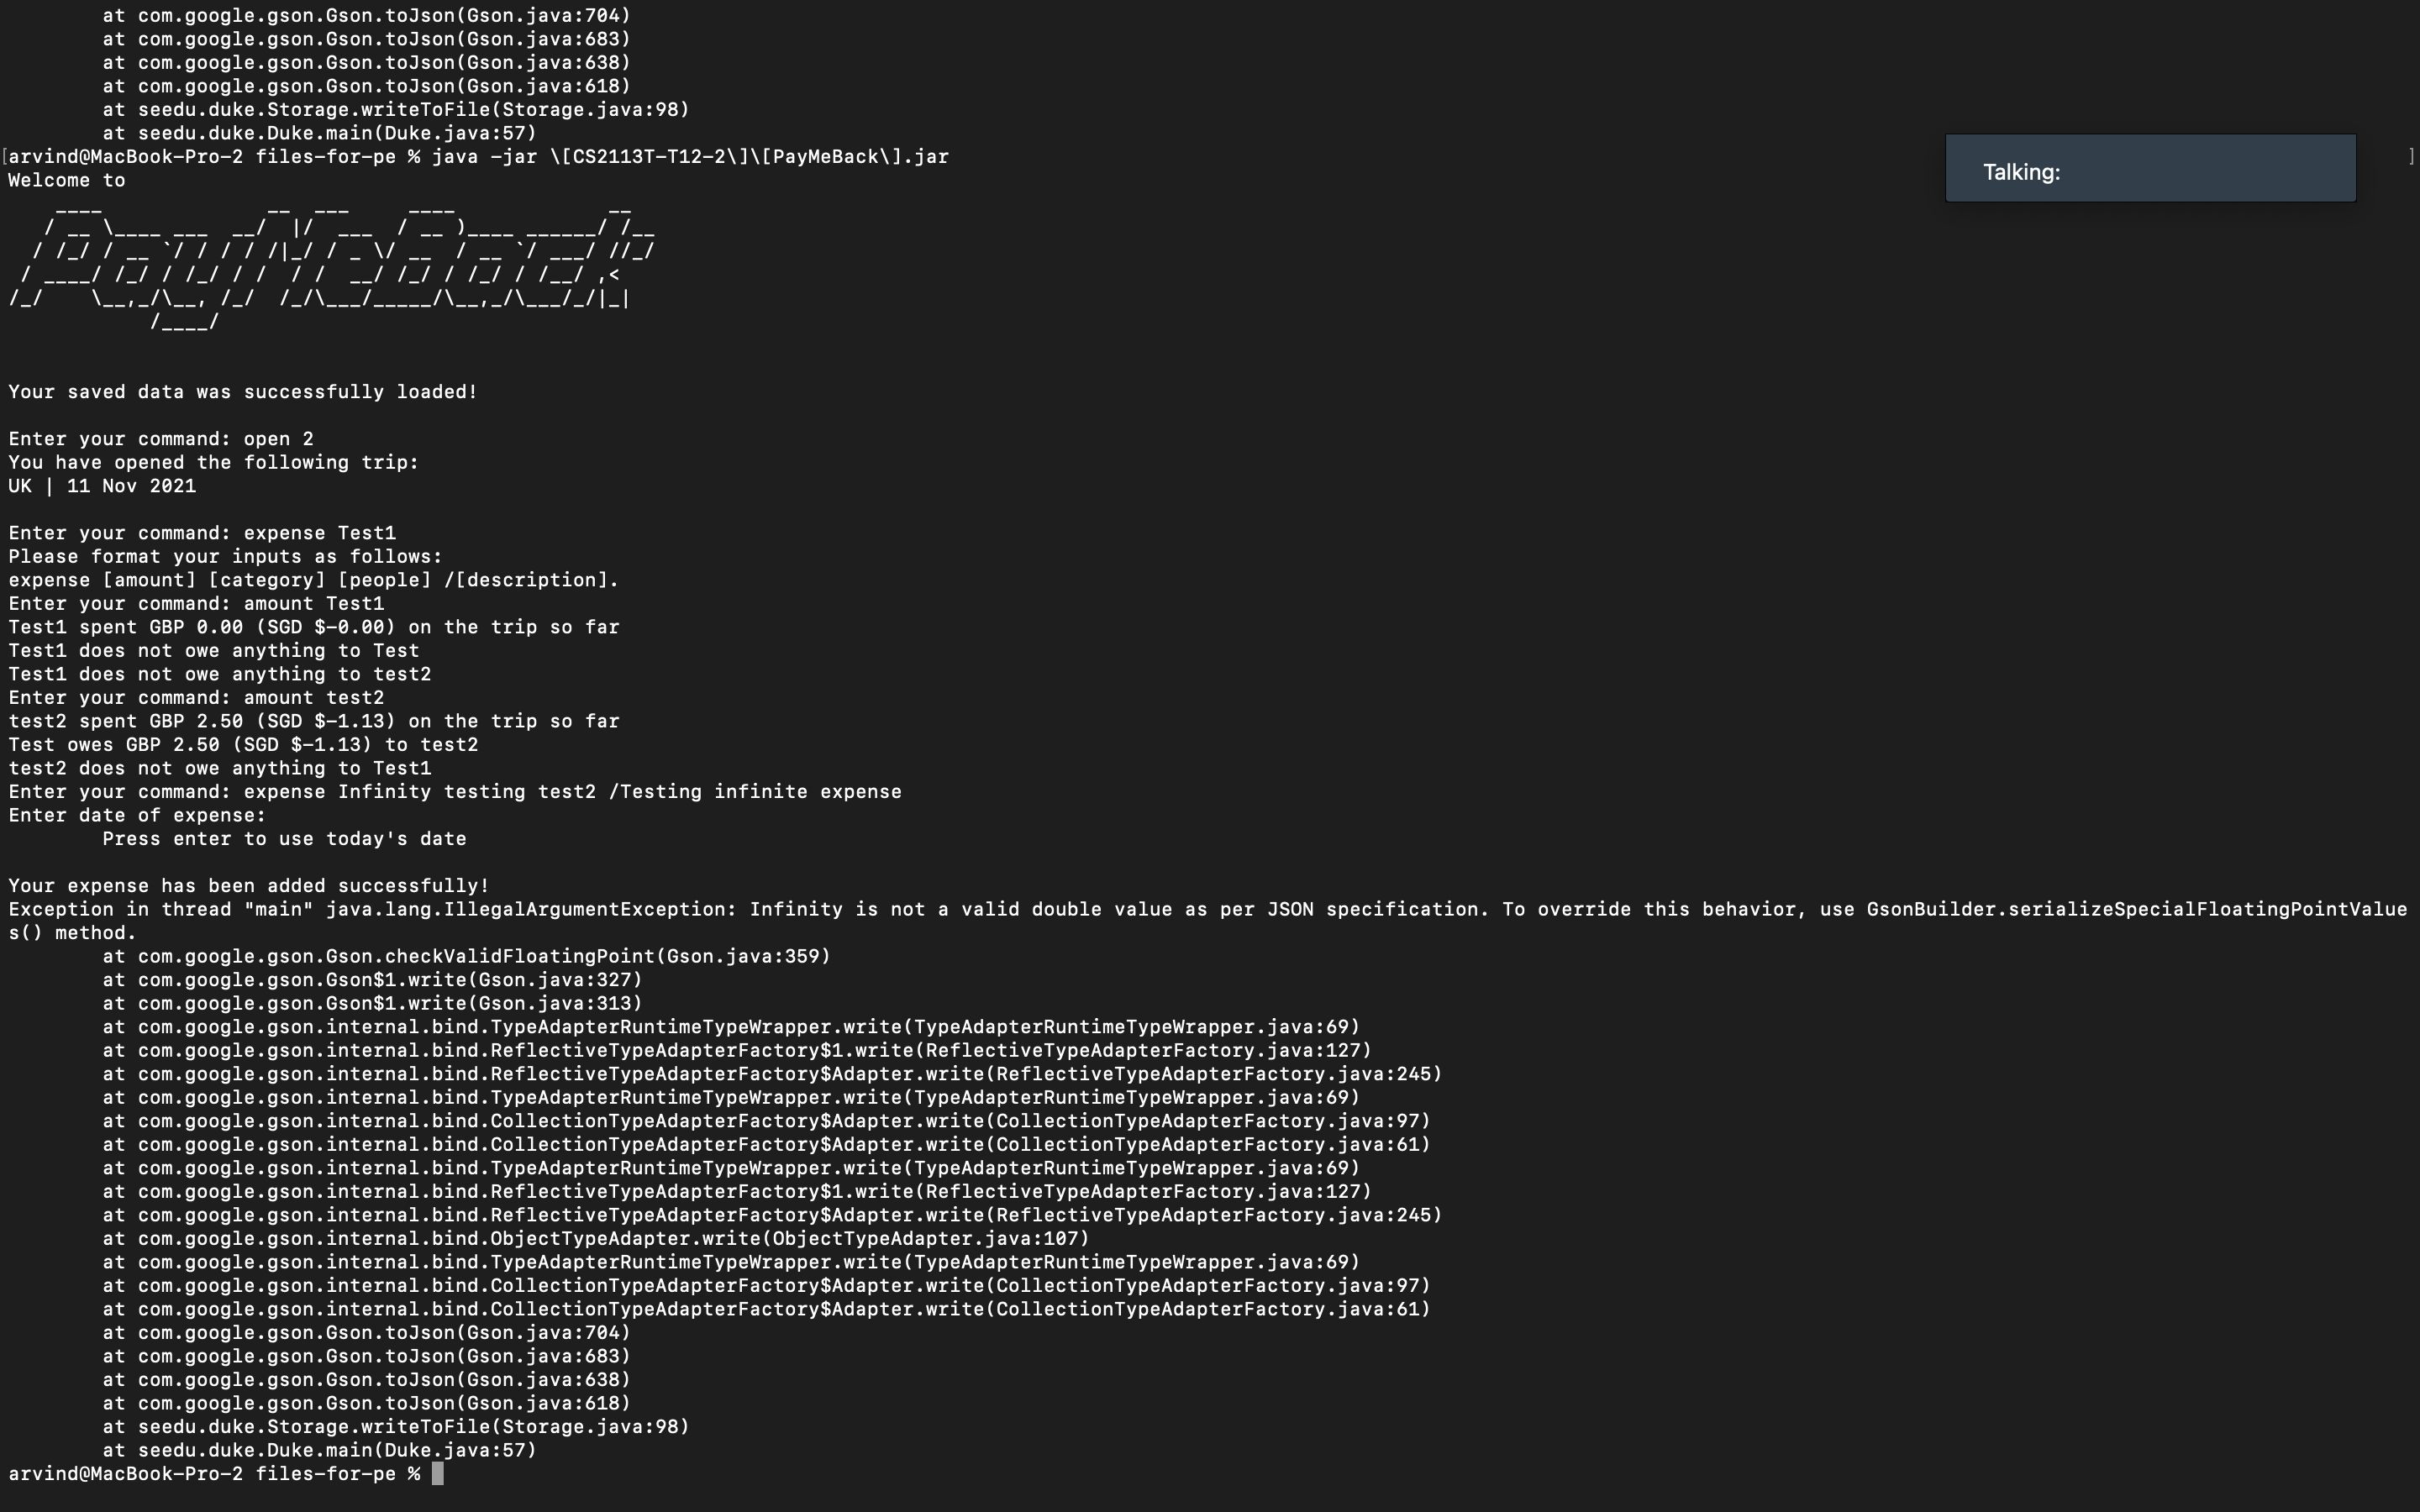 at com.google.gson.Gson.toJson(Gson.java:704)
        at com.google.gson.Gson.toJson(Gson.java:683)
        at com.google.gson.Gson.toJson(Gson.java:638)
        at com.google.gson.Gson.toJson(Gson.java:618)
        at seedu.duke.Storage.writeToFile(Storage.java:98)
        at seedu.duke.Duke.main(Duke.java:57)
[arvind@MacBook-Pro-2 files-for-pe % java -jar \[CS2113T-T12-2\]\[PayMeBack\].jar ]
Talking:
Welcome to
PayMeBack
Your saved data was successfully loaded!
Enter your command: open 2
You have opened the following trip:
UK | 11 Nov 2021
Enter your command: expense Test1
Please format your inputs as follows:
expense [amount] [category] [people] /[description].
Enter your command: amount Test1
Test1 spent GBP 0.00 (SGD $-0.00) on the trip so far
Test1 does not owe anything to Test
Test1 does not owe anything to test2
Enter your command: amount test2
test2 spent GBP 2.50 (SGD $-1.13) on the trip so far
Test owes GBP 2.50 (SGD $-1.13) to test2
test2 does not owe anything to Test1
Enter your command: expense Infinity testing test2 /Testing infinite expense
Enter date of expense:
        Press enter to use today's date
Your expense has been added successfully!
Exception in thread "main" java.lang.IllegalArgumentException: Infinity is not a valid double value as per JSON specification. To override this behavior, use GsonBuilder.serializeSpecialFloatingPointValue
s() method.
        at com.google.gson.Gson.checkValidFloatingPoint(Gson.java:359)
        at com.google.gson.Gson$1.write(Gson.java:327)
        at com.google.gson.Gson$1.write(Gson.java:313)
        at com.google.gson.internal.bind.TypeAdapterRuntimeTypeWrapper.write(TypeAdapterRuntimeTypeWrapper.java:69)
        at com.google.gson.internal.bind.ReflectiveTypeAdapterFactory$1.write(ReflectiveTypeAdapterFactory.java:127)
        at com.google.gson.internal.bind.ReflectiveTypeAdapterFactory$Adapter.write(ReflectiveTypeAdapterFactory.java:245)
        at com.google.gson.internal.bind.TypeAdapterRuntimeTypeWrapper.write(TypeAdapterRuntimeTypeWrapper.java:69)
        at com.google.gson.internal.bind.CollectionTypeAdapterFactory$Adapter.write(CollectionTypeAdapterFactory.java:97)
        at com.google.gson.internal.bind.CollectionTypeAdapterFactory$Adapter.write(CollectionTypeAdapterFactory.java:61)
        at com.google.gson.internal.bind.TypeAdapterRuntimeTypeWrapper.write(TypeAdapterRuntimeTypeWrapper.java:69)
        at com.google.gson.internal.bind.ReflectiveTypeAdapterFactory$1.write(ReflectiveTypeAdapterFactory.java:127)
        at com.google.gson.internal.bind.ReflectiveTypeAdapterFactory$Adapter.write(ReflectiveTypeAdapterFactory.java:245)
        at com.google.gson.internal.bind.ObjectTypeAdapter.write(ObjectTypeAdapter.java:107)
        at com.google.gson.internal.bind.TypeAdapterRuntimeTypeWrapper.write(TypeAdapterRuntimeTypeWrapper.java:69)
        at com.google.gson.internal.bind.CollectionTypeAdapterFactory$Adapter.write(CollectionTypeAdapterFactory.java:97)
        at com.google.gson.internal.bind.CollectionTypeAdapterFactory$Adapter.write(CollectionTypeAdapterFactory.java:61)
        at com.google.gson.Gson.toJson(Gson.java:704)
        at com.google.gson.Gson.toJson(Gson.java:683)
        at com.google.gson.Gson.toJson(Gson.java:638)
        at com.google.gson.Gson.toJson(Gson.java:618)
        at seedu.duke.Storage.writeToFile(Storage.java:98)
        at seedu.duke.Duke.main(Duke.java:57)
arvind@MacBook-Pro-2 files-for-pe %